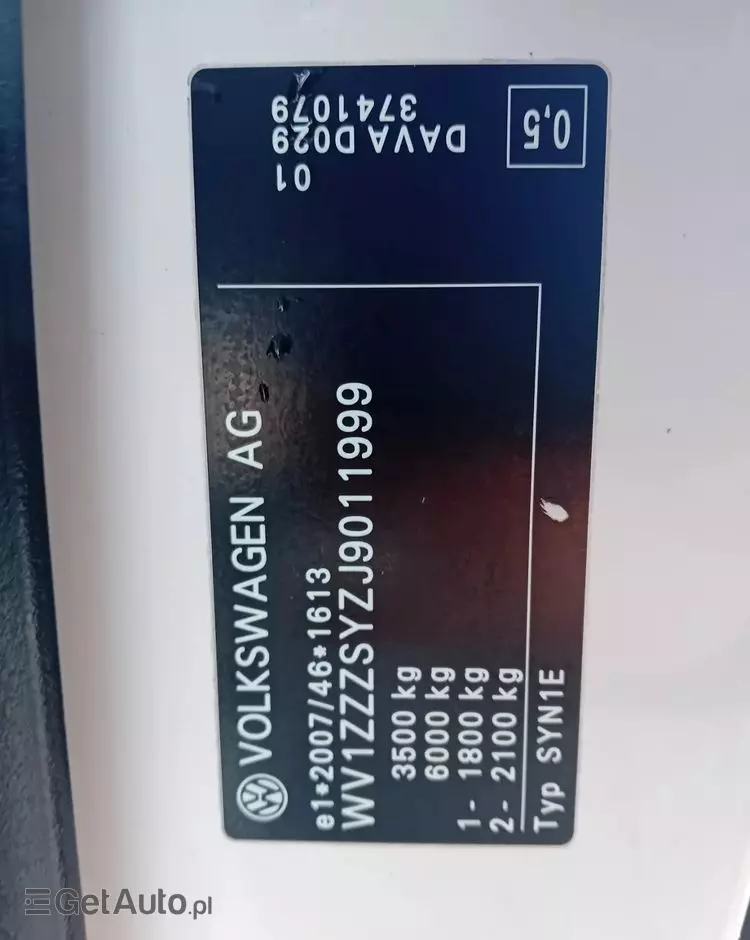 VOLKSWAGEN AG
e1*2007/46*1613
WV1ZZZSYZJ9011999
3500 kg
6000 kg
1- 1800 kg
2- 2100 kg
Typ SYN1E
0,5
DAVA D029
3741079
01
GetAuto.pl